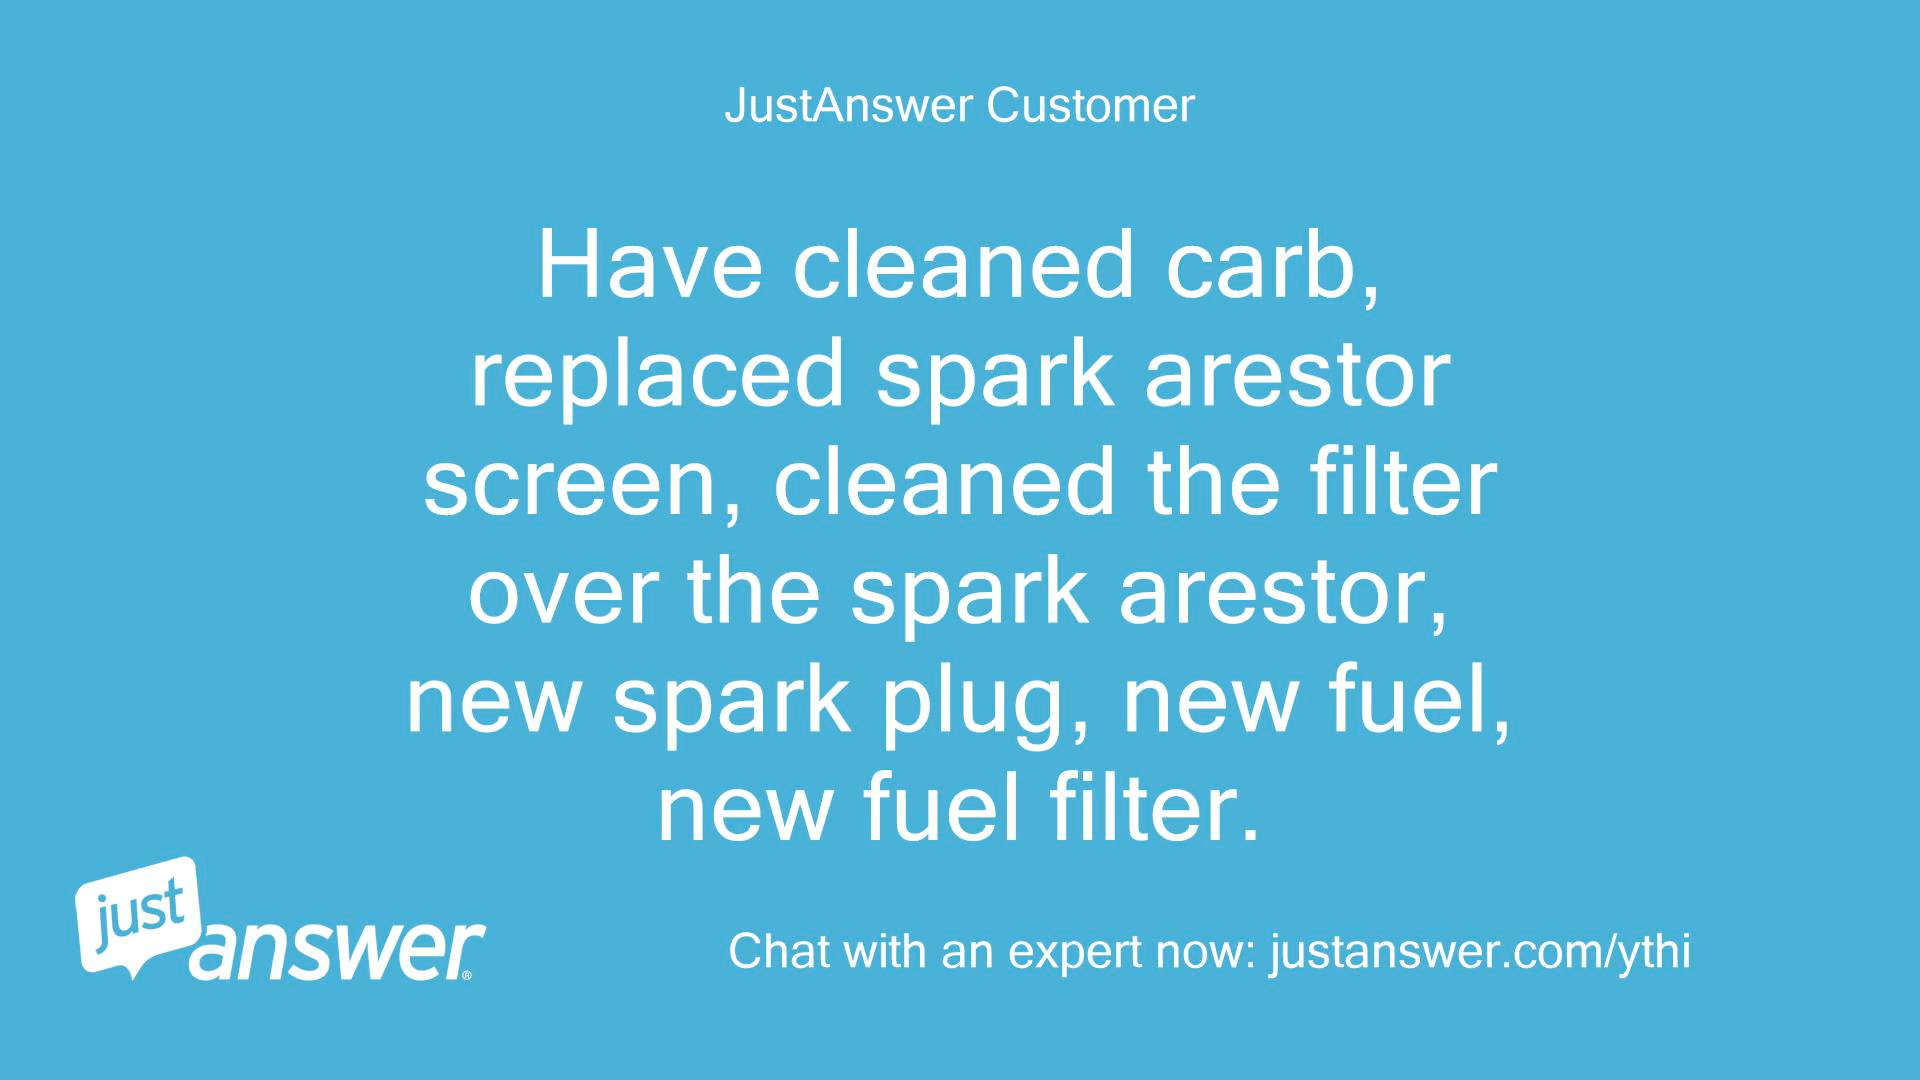 JustAnswer Customer
Have cleaned carb,
replaced spark arestor
screen, cleaned the filter
over the spark arestor,
new spark plug, new fuel,
new fuel filter.
just
answer®
Chat with an expert now: justanswer.com/ythi